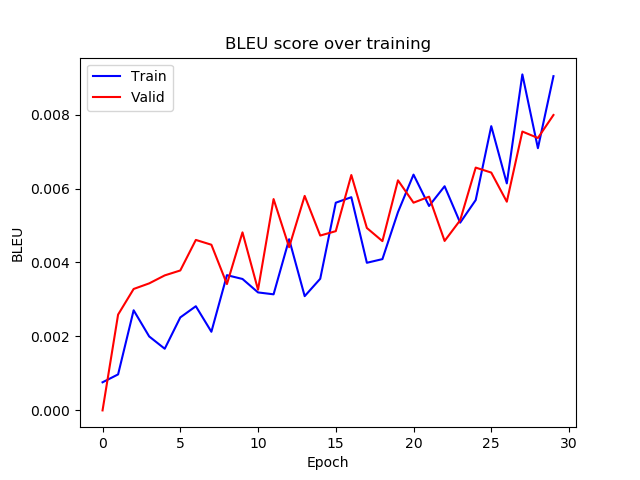 BLEU score over training
Train
Valid
0.008
0.006
0.004
0.002
0.000
BLEU
0 5 10 15 20 25 30
Epoch